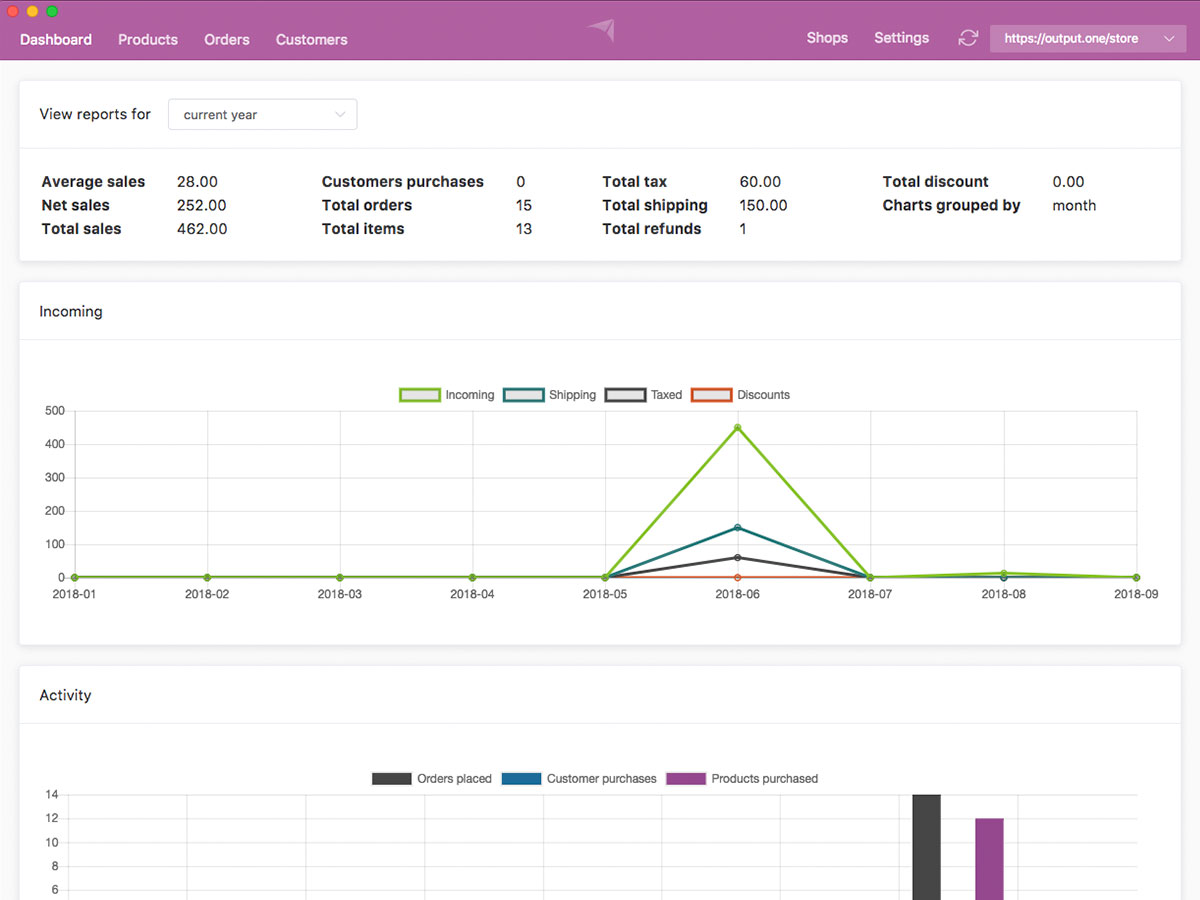 Dashboard Products Orders Customers Shops Settings https://output.one/store
View reports for current year
Average sales 28.00 Customers purchases 0 Total tax 60.00 Total discount 0.00
Net sales 252.00 Total orders 15 Total shipping 150.00 Charts grouped by month
Total sales 462.00 Total items 13 Total refunds 1
Incoming
Incoming Shipping Taxed Discounts
500
400
300
200
100
0
2018-01 2018-02 2018-03 2018-04 2018-05 2018-06 2018-07 2018-08 2018-09
Activity
Orders placed Customer purchases Products purchased
14
12
10
8
6